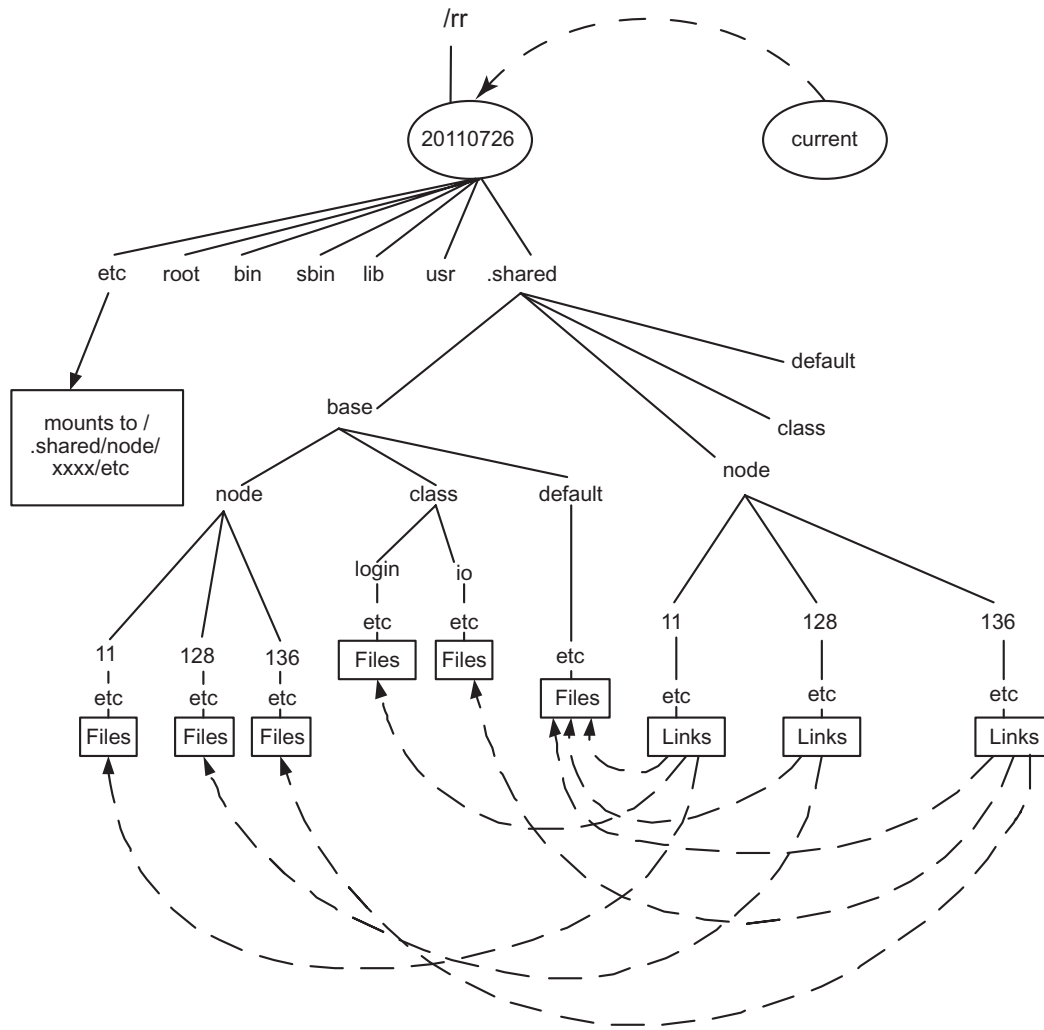 /rr
20110726
current
etc
root
bin
sbin
lib
usr
.shared
default
base
class
mounts to /
.shared/node/
xxxx/etc
node
node
class
default
login
io
11
128
136
etc
etc
11
128
136
Files
Files
etc
etc
etc
etc
Files
etc
etc
etc
Files
Files
Files
Links
Links
Links